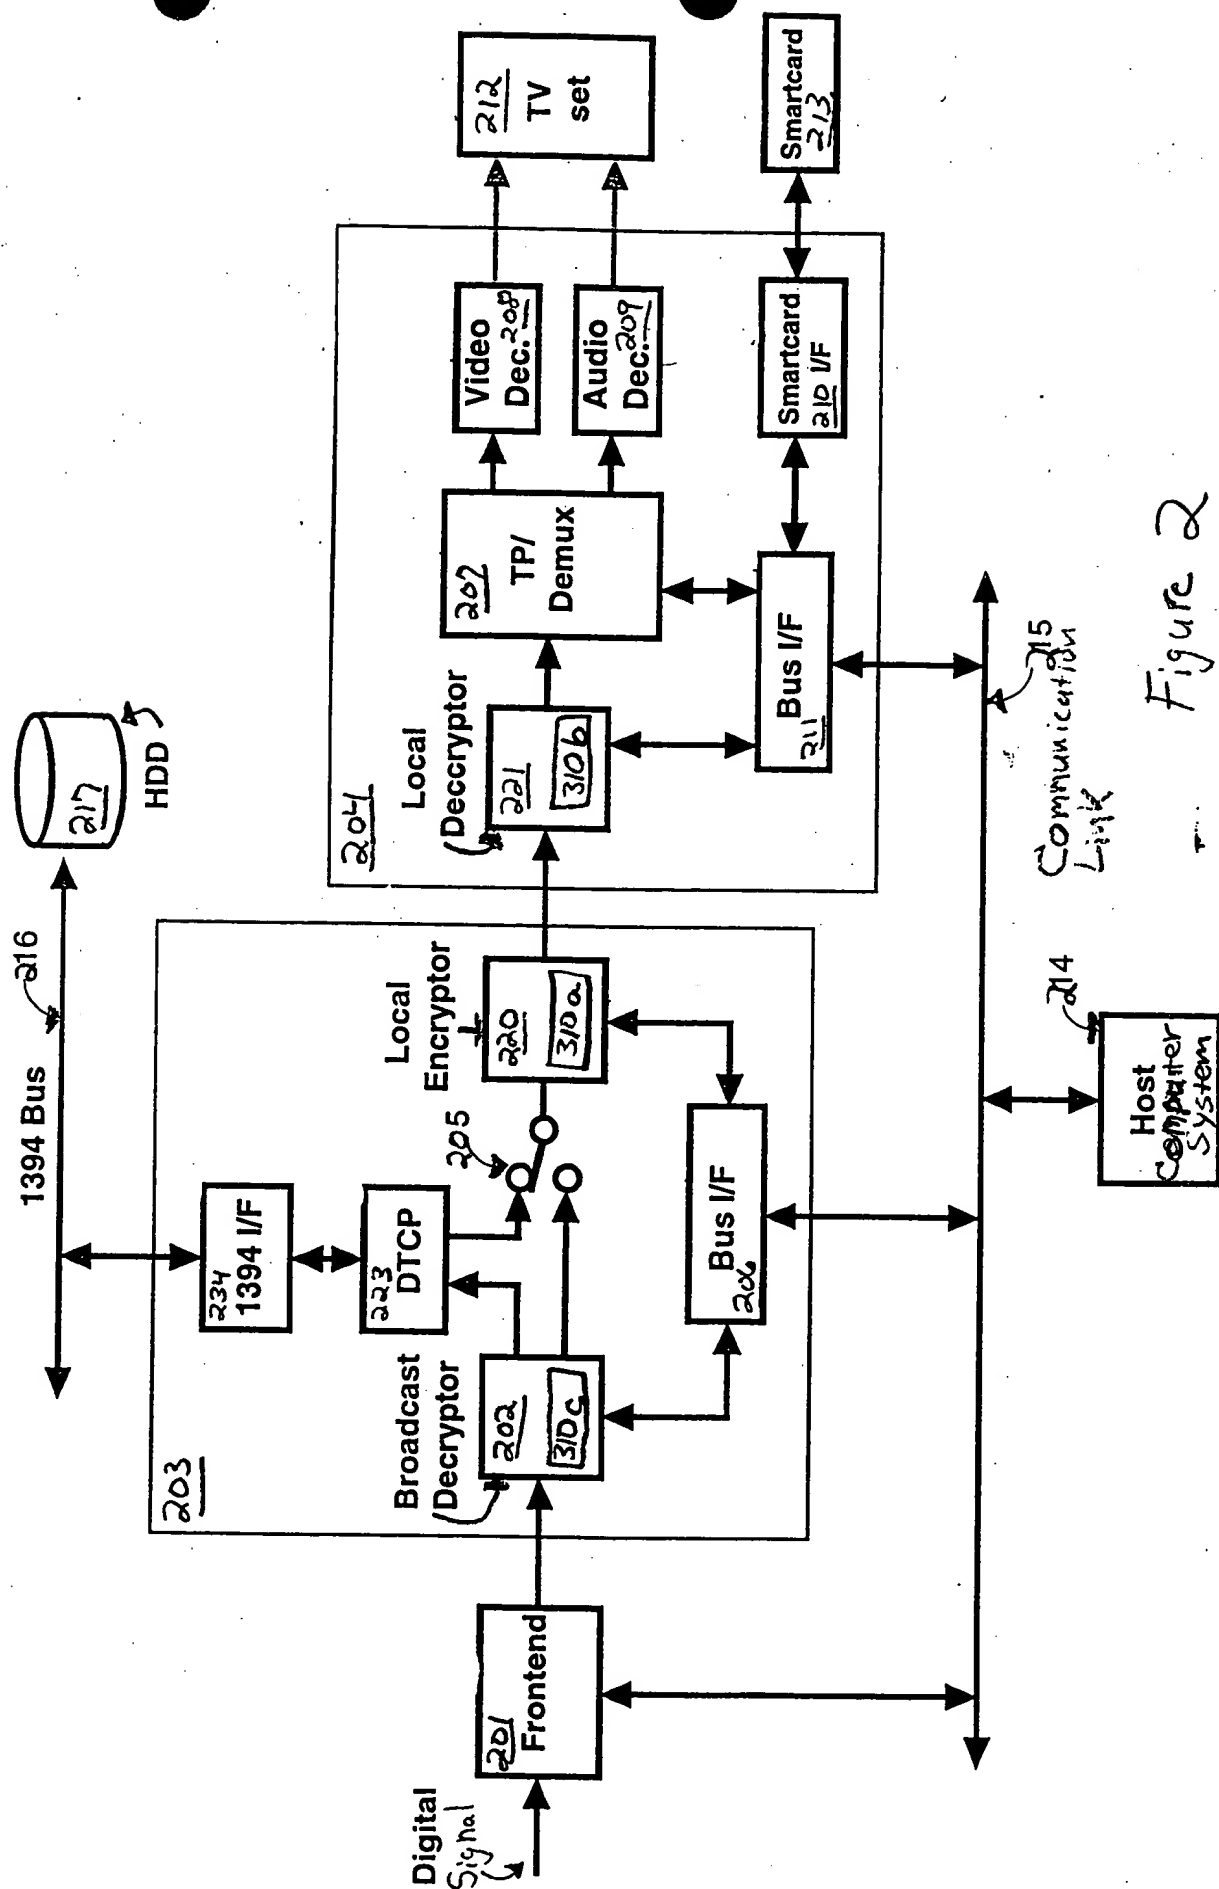 1394 Bus
216
217
HDD
203
234
1394 I/F
223
DTCP
205
Broadcast
Decryptor
202
310c
Local
Encryptor
220
310a
Bus I/F
206
201
Frontend
Digital
Signal
204
Local
Deccryptor
221
310b
207
TP/
Demux
Video
Dec. 208
Audio
Dec. 209
212
TV
set
Bus I/F
211
Smartcard
210 I/F
Smartcard
213
215
Communication
Link
214
Host
Computer
System
Figure 2